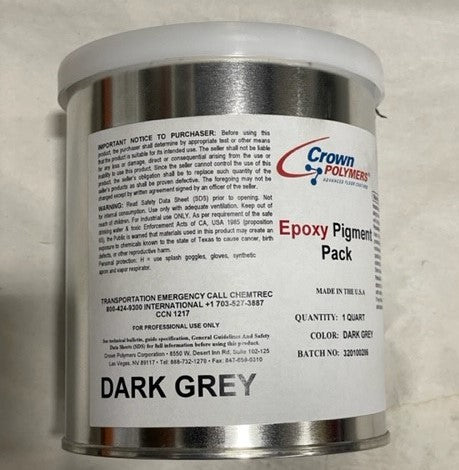 IMPORTANT NOTICE TO PURCHASER: Before using this
product, the purchaser shall determine by appropriate test or other means
that the product is suitable for its intended use. The seller shall not be liable
for any loss or damage, direct or consequential arising from the use or
inability to use this product. Since the seller cannot control the use of this
product, the seller's obligation shall be to replace such quantity of the
seller's products as shall be proven defective. The foregoing may not be
changed except by written agreement signed by an officer of the seller.
WARNING: Read Safety Data Sheet (SDS) prior to opening. Not
for internal consumption. Use only with adequate ventilation. Keep out of
reach of children. For industrial USE ONLY. As per requirement of the safe
drinking water & toxic Enforcement Act of CA, USA, 1985 (proposition
65), the Public is warned that materials used in this product may create an
exposure to chemicals known to the state of Texas to cause cancer, birth
defects, or other reproductive harm.
Personal protection: H = use splash goggles, gloves, synthetic
apron and vapor respirator.
TRANSPORTATION EMERGENCY CALL CHEMTREC
800-424-9300 INTERNATIONAL +1 703-527-3887
CCN 1217
FOR PROFESSIONAL USE ONLY
See technical bulletin, guide specification, General Guidelines And Safety
Data Sheets (SDS) for full information before using this product.
Crown Polymers Corporation • 8550 W. Desert Inn Rd. Suite 102-125
Las Vegas, NV 89117 • Tel: 888-732-1270 • Fax: 847-659-0310
DARK GREY
Crown
POLYMERS
ADVANCED FLOOR COATINGS
Epoxy Pigment
Pack
MADE IN THE U.S.A
QUANTITY: 1 QUART
COLOR: DARK GREY
BATCH NO: 320100286